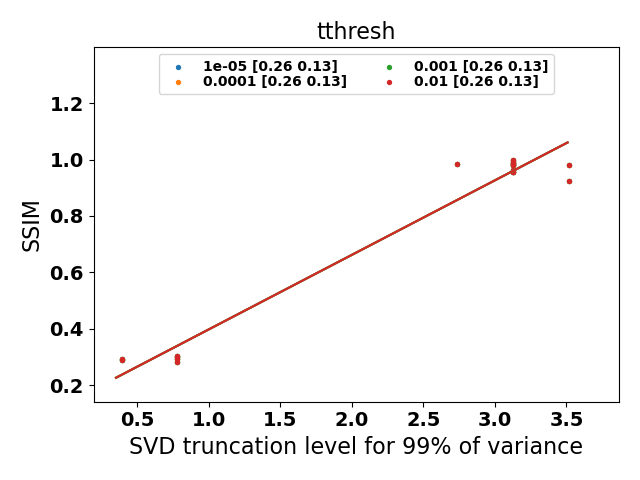 tthresh
1e-05 [0.26 0.13]
0.0001 [0.26 0.13]
0.001 [0.26 0.13]
0.01 [0.26 0.13]
SSIM
1.2
1.0
0.8
0.6
0.4
0.2
0.5 1.0 1.5 2.0 2.5 3.0 3.5
SVD truncation level for 99% of variance